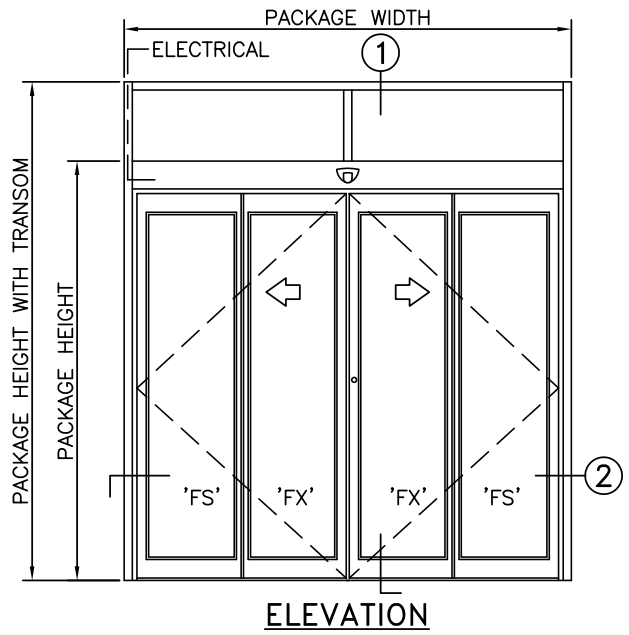 PACKAGE WIDTH
ELECTRICAL
1
PACKAGE HEIGHT WITH TRANSOM
PACKAGE HEIGHT
'FS' 'FX' 'FX' 'FS'
2
ELEVATION